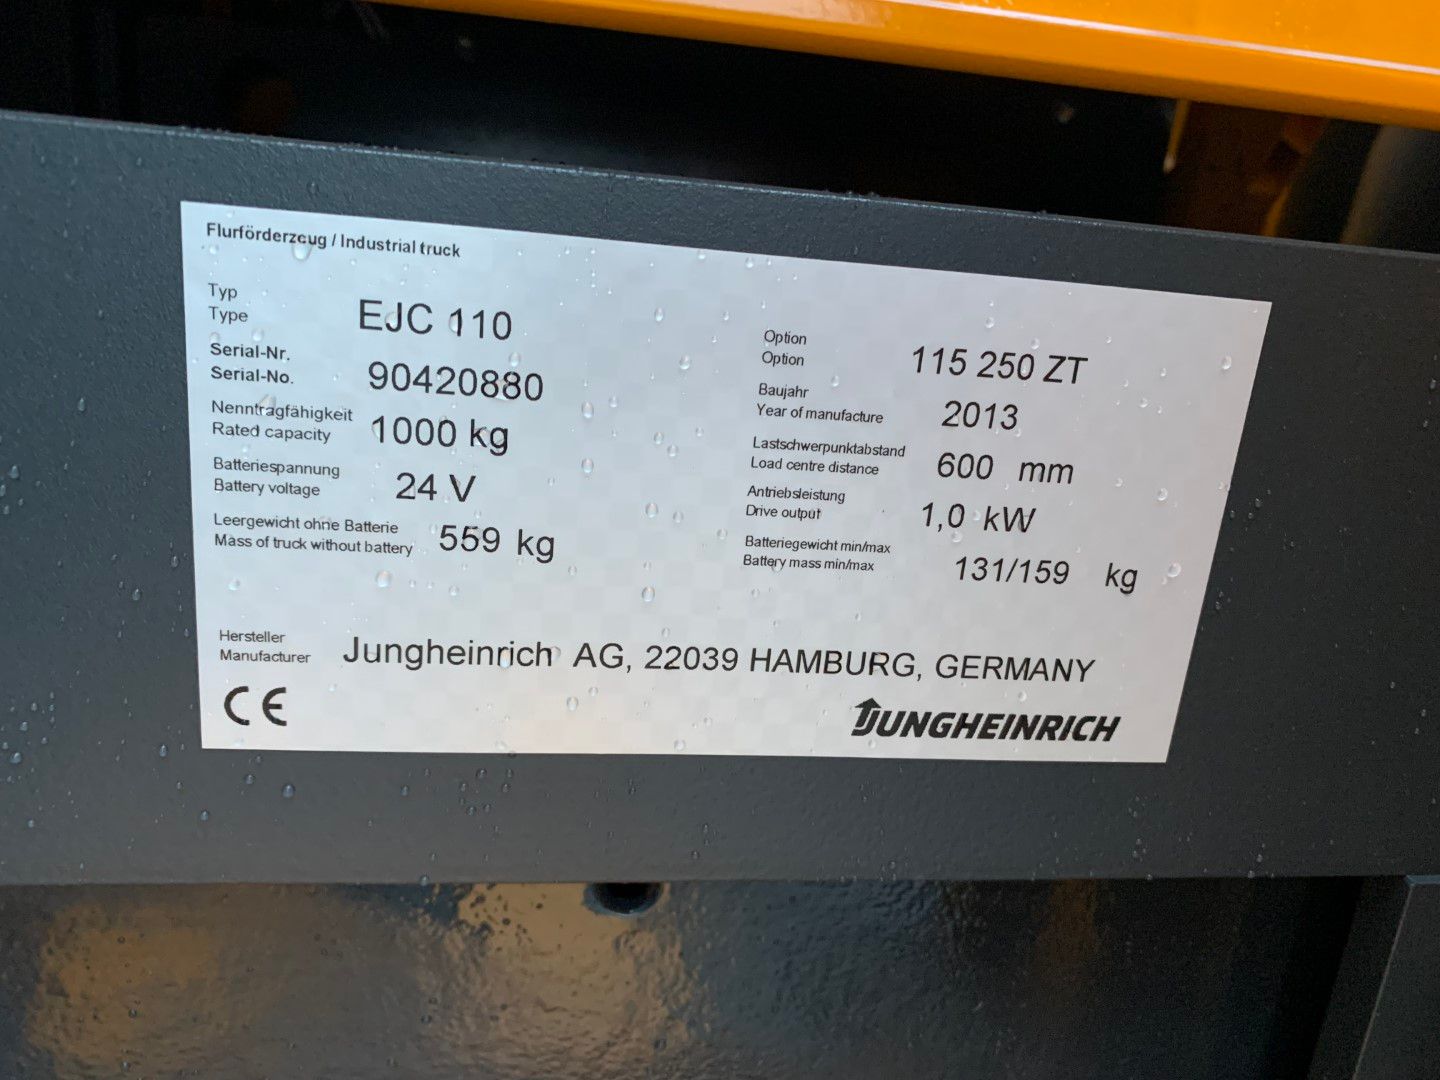 Flurförderzeug / Industrial truck
Typ
Type
EJC 110
Serial-Nr.
Serial-No.
90420880
Nenntragfähigkeit
Rated capacity
1000 kg
Batteriespannung
Battery voltage
24 V
Leergewicht ohne Batterie
Mass of truck without battery
559 kg
Option
Option
115 250 ZT
Baujahr
Year of manufacture
2013
Lastschwerpunktabstand
Load centre distance
600 mm
Antriebsleistung
Drive output
1,0 kW
Batteriegewicht min/max
Battery mass min/max
131/159 kg
Hersteller
Manufacturer
Jungheinrich AG, 22039 HAMBURG, GERMANY
CE
JUNGHEINRICH